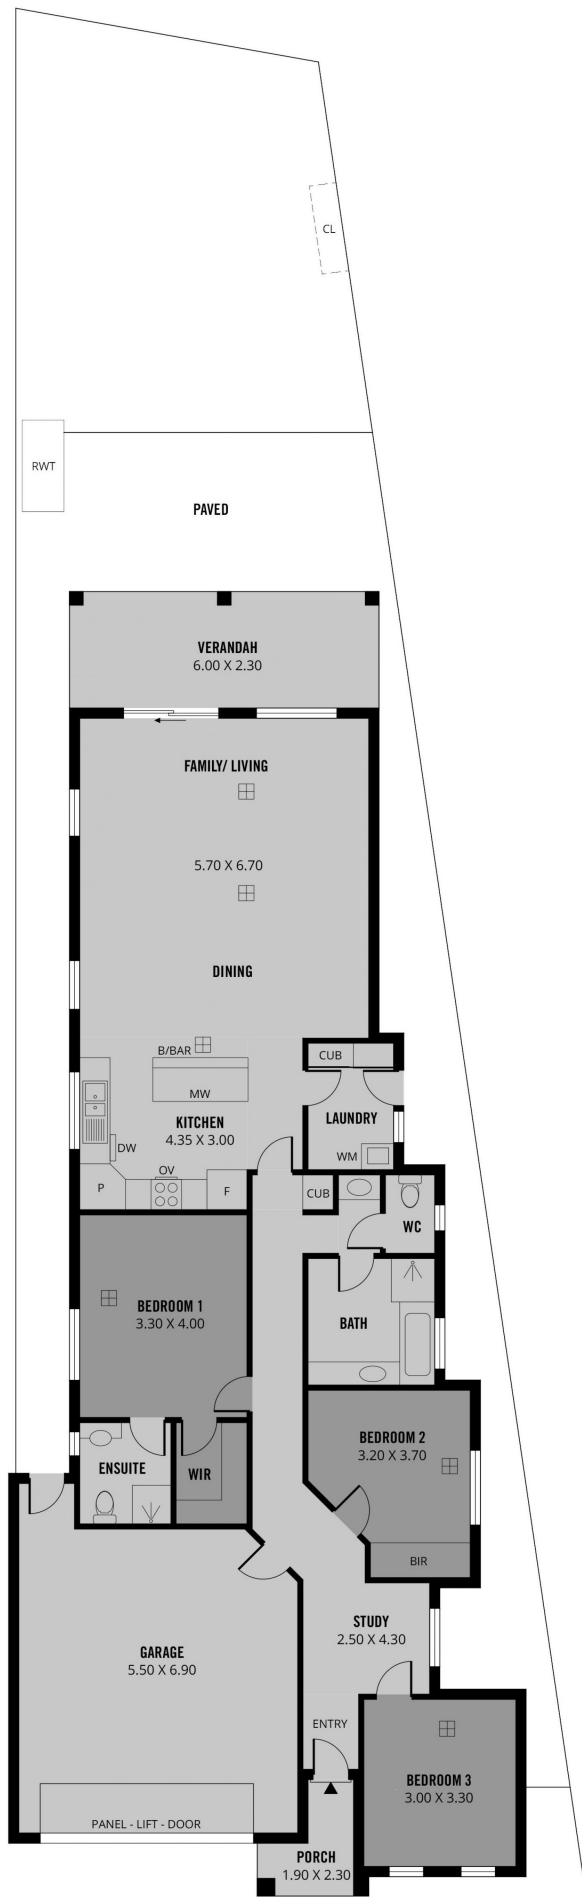 CL
RWT
PAVED
VERANDAH
6.00 X 2.30
FAMILY/ LIVING
5.70 X 6.70
DINING
B/BAR
CUB
MW
LAUNDRY
KITCHEN
4.35 X 3.00
DW
WM
OV
P
F
CUB
WC
BEDROOM 1
3.30 X 4.00
BATH
BEDROOM 2
3.20 X 3.70
ENSUITE
WIR
BIR
STUDY
2.50 X 4.30
GARAGE
5.50 X 6.90
ENTRY
BEDROOM 3
3.00 X 3.30
PANEL - LIFT - DOOR
PORCH
1.90 X 2.30